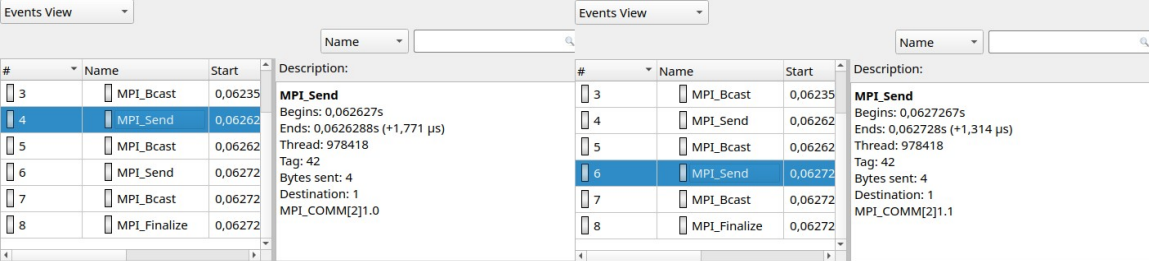 Events View
Name
# Name Start
3 MPI_Bcast 0,06235
4 MPI_Send 0,06262
5 MPI_Bcast 0,06262
6 MPI_Send 0,06272
7 MPI_Bcast 0,06272
8 MPI_Finalize 0,06272
Description:
MPI_Send
Begins: 0,062627s
Ends: 0,0626288s (+1,771 µs)
Thread: 978418
Tag: 42
Bytes sent: 4
Destination: 1
MPI_COMM[2]1.0
Events View
Name
# Name Start
3 MPI_Bcast 0,06235
4 MPI_Send 0,06262
5 MPI_Bcast 0,06262
6 MPI_Send 0,06272
7 MPI_Bcast 0,06272
8 MPI_Finalize 0,06272
Description:
MPI_Send
Begins: 0,0627267s
Ends: 0,062728s (+1,314 µs)
Thread: 978418
Tag: 42
Bytes sent: 4
Destination: 1
MPI_COMM[2]1.1